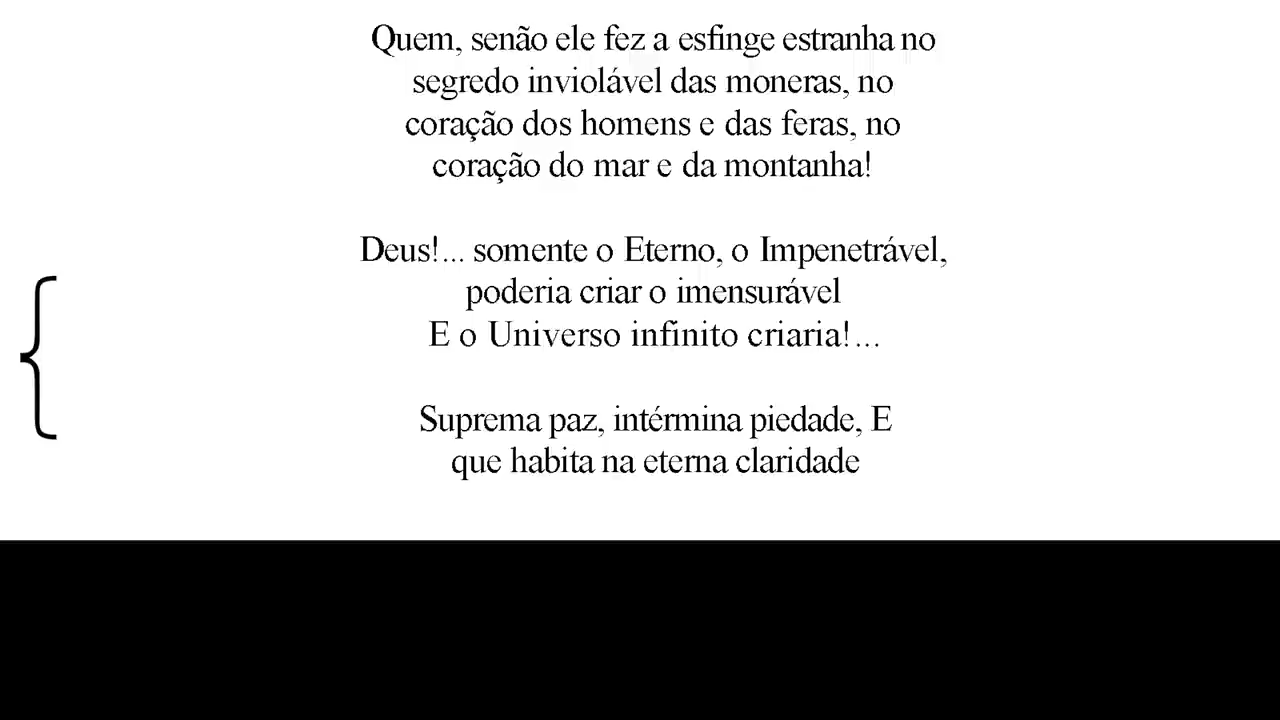 Quem, senão ele fez a esfinge estranha no
segredo inviolável das moneras, no
coração dos homens e das feras, no
coração do mar e da montanha!
Deus!... somente o Eterno, o Impenetrável,
poderia criar o imensurável
E o Universo infinito criaria!...
Suprema paz, intérmina piedade, E
que habita na eterna claridade